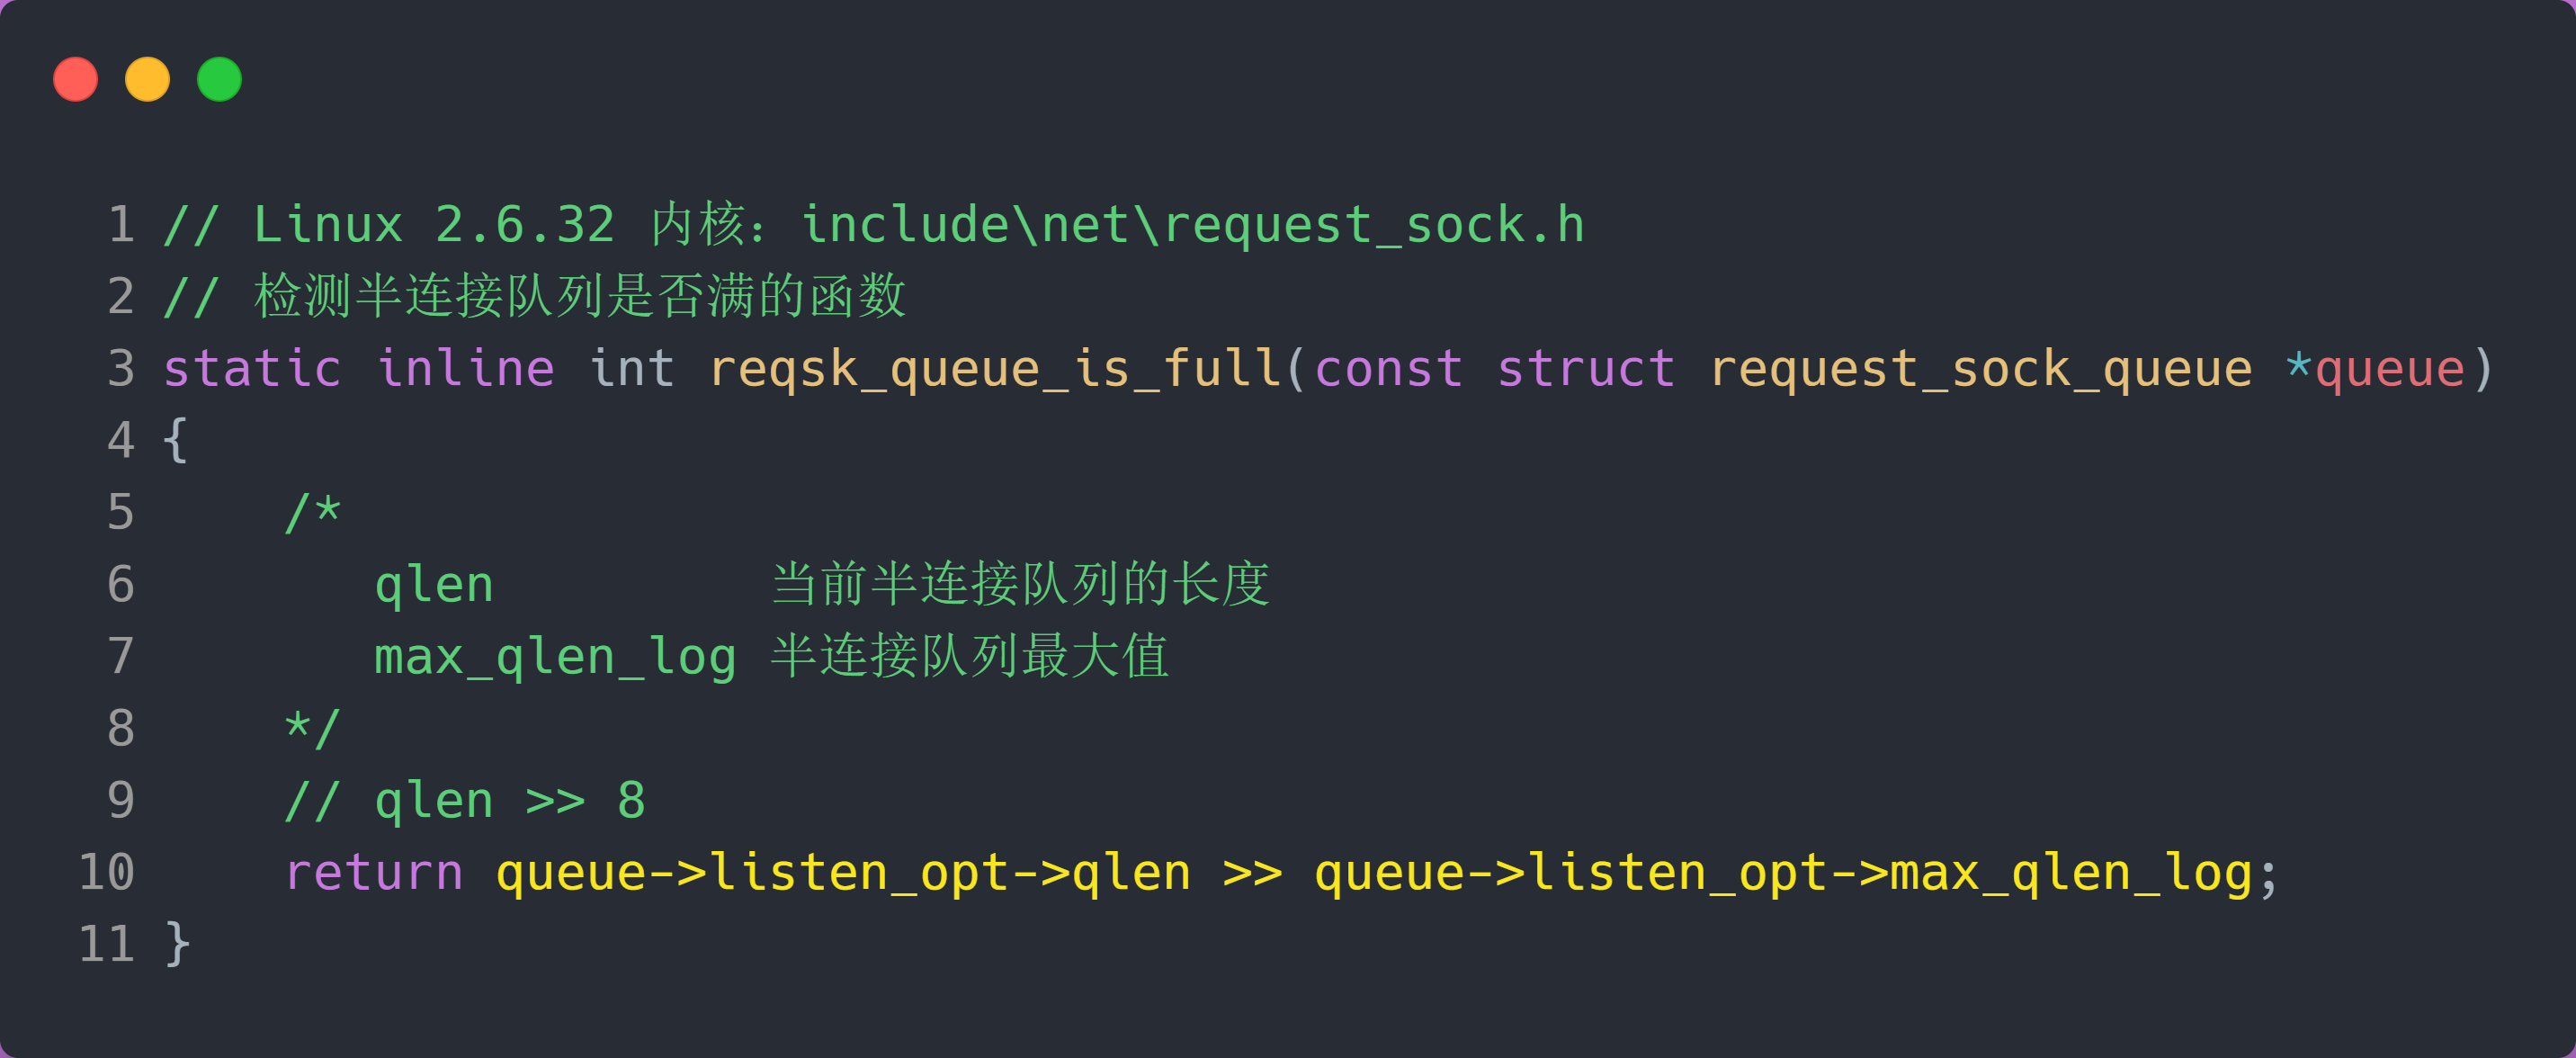 1 // Linux 2.6.32 内核：include\net\request_sock.h
2 // 检测半连接队列是否满的函数
3 static inline int reqsk_queue_is_full(const struct request_sock_queue *queue)
4 {
5     /*
6        qlen         当前半连接队列的长度
7        max_qlen_log 半连接队列最大值
8     */
9     // qlen >> 8
10     return queue->listen_opt->qlen >> queue->listen_opt->max_qlen_log;
11 }